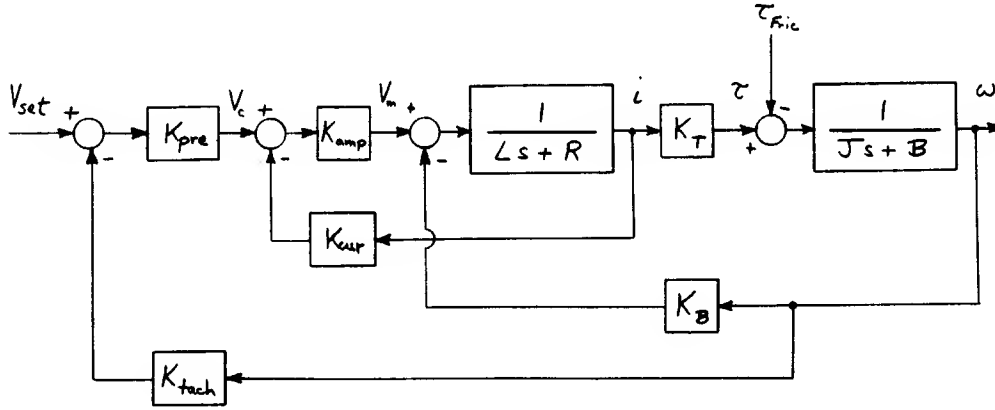 τ_Fric
V_set + - K_pre V_c + - K_amp V_m + - 1 / (Ls + R) i K_T τ + - 1 / (Js + B) ω
K_cur
K_B
K_tach